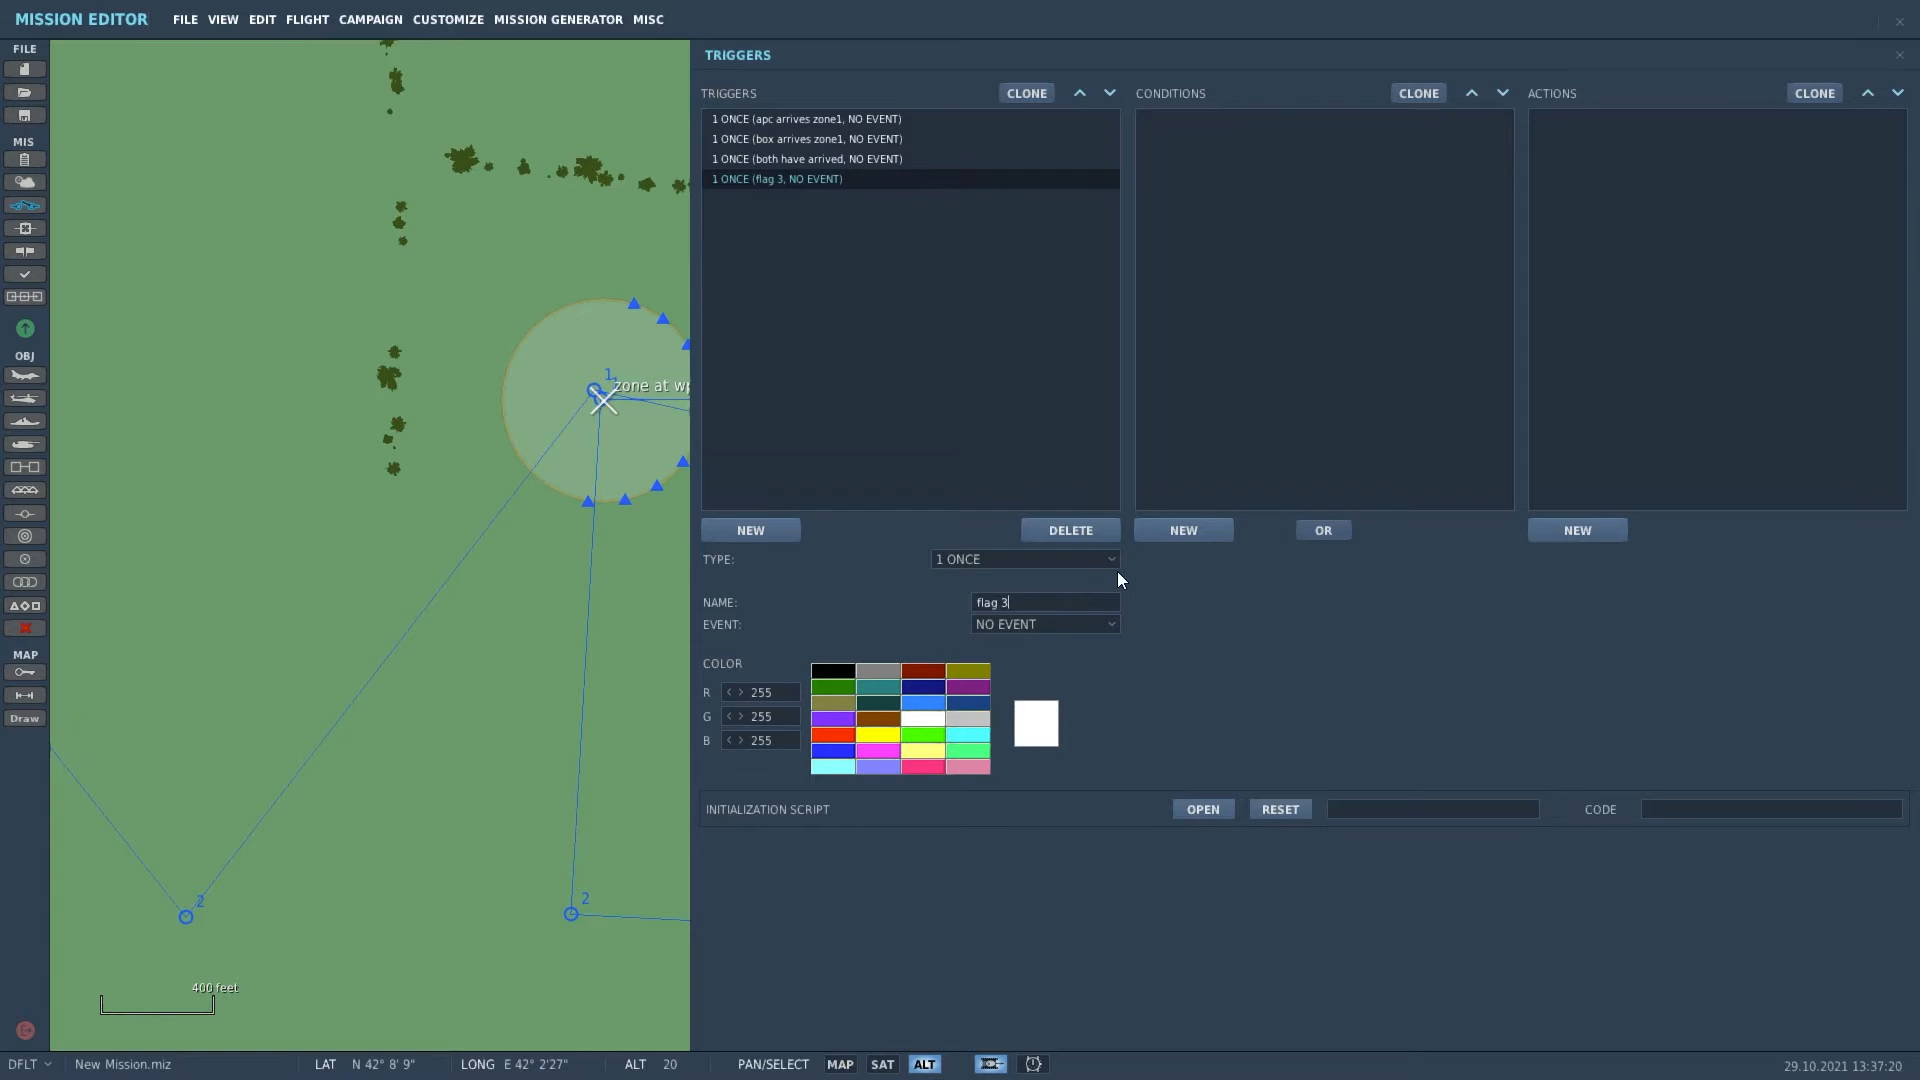 MISSION EDITOR FILE VIEW EDIT FLIGHT CAMPAIGN CUSTOMIZE MISSION GENERATOR MISC
FILE
MIS
OBJ
MAP
Draw
1
zone at wp
2
2
400 feet
TRIGGERS
TRIGGERS CLONE
1 ONCE (apc arrives zone1, NO EVENT)
1 ONCE (box arrives zone1, NO EVENT)
1 ONCE (both have arrived, NO EVENT)
1 ONCE (flag 3, NO EVENT)
NEW DELETE
CONDITIONS CLONE
NEW OR
ACTIONS CLONE
NEW
TYPE: 1 ONCE
NAME: flag 3
EVENT: NO EVENT
COLOR
R < > 255
G < > 255
B < > 255
INITIALIZATION SCRIPT OPEN RESET CODE
DFLT New Mission.miz LAT N 42° 8' 9" LONG E 42° 2'27" ALT 20 PAN/SELECT MAP SAT ALT 29.10.2021 13:37:20